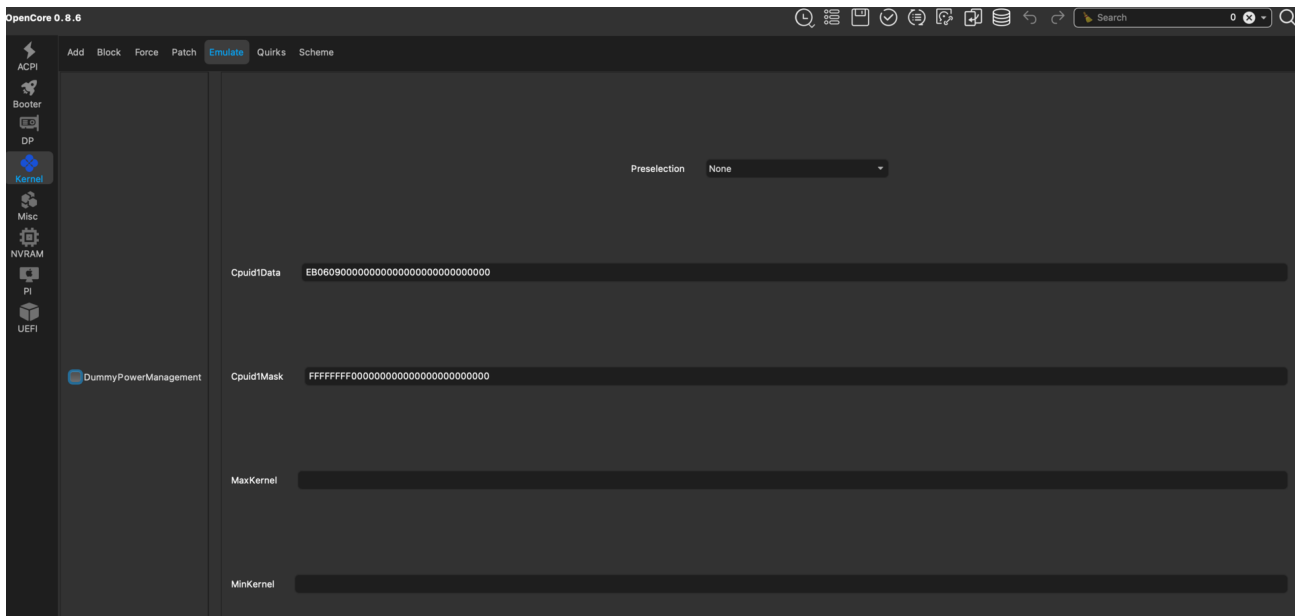 OpenCore 0.8.6
Search 0
ACPI
Booter
DP
Kernel
Misc
NVRAM
PI
UEFI
Add Block Force Patch Emulate Quirks Scheme
DummyPowerManagement
Preselection None
Cpuid1Data EB060900000000000000000000000000
Cpuid1Mask FFFFFFFF000000000000000000000000
MaxKernel
MinKernel